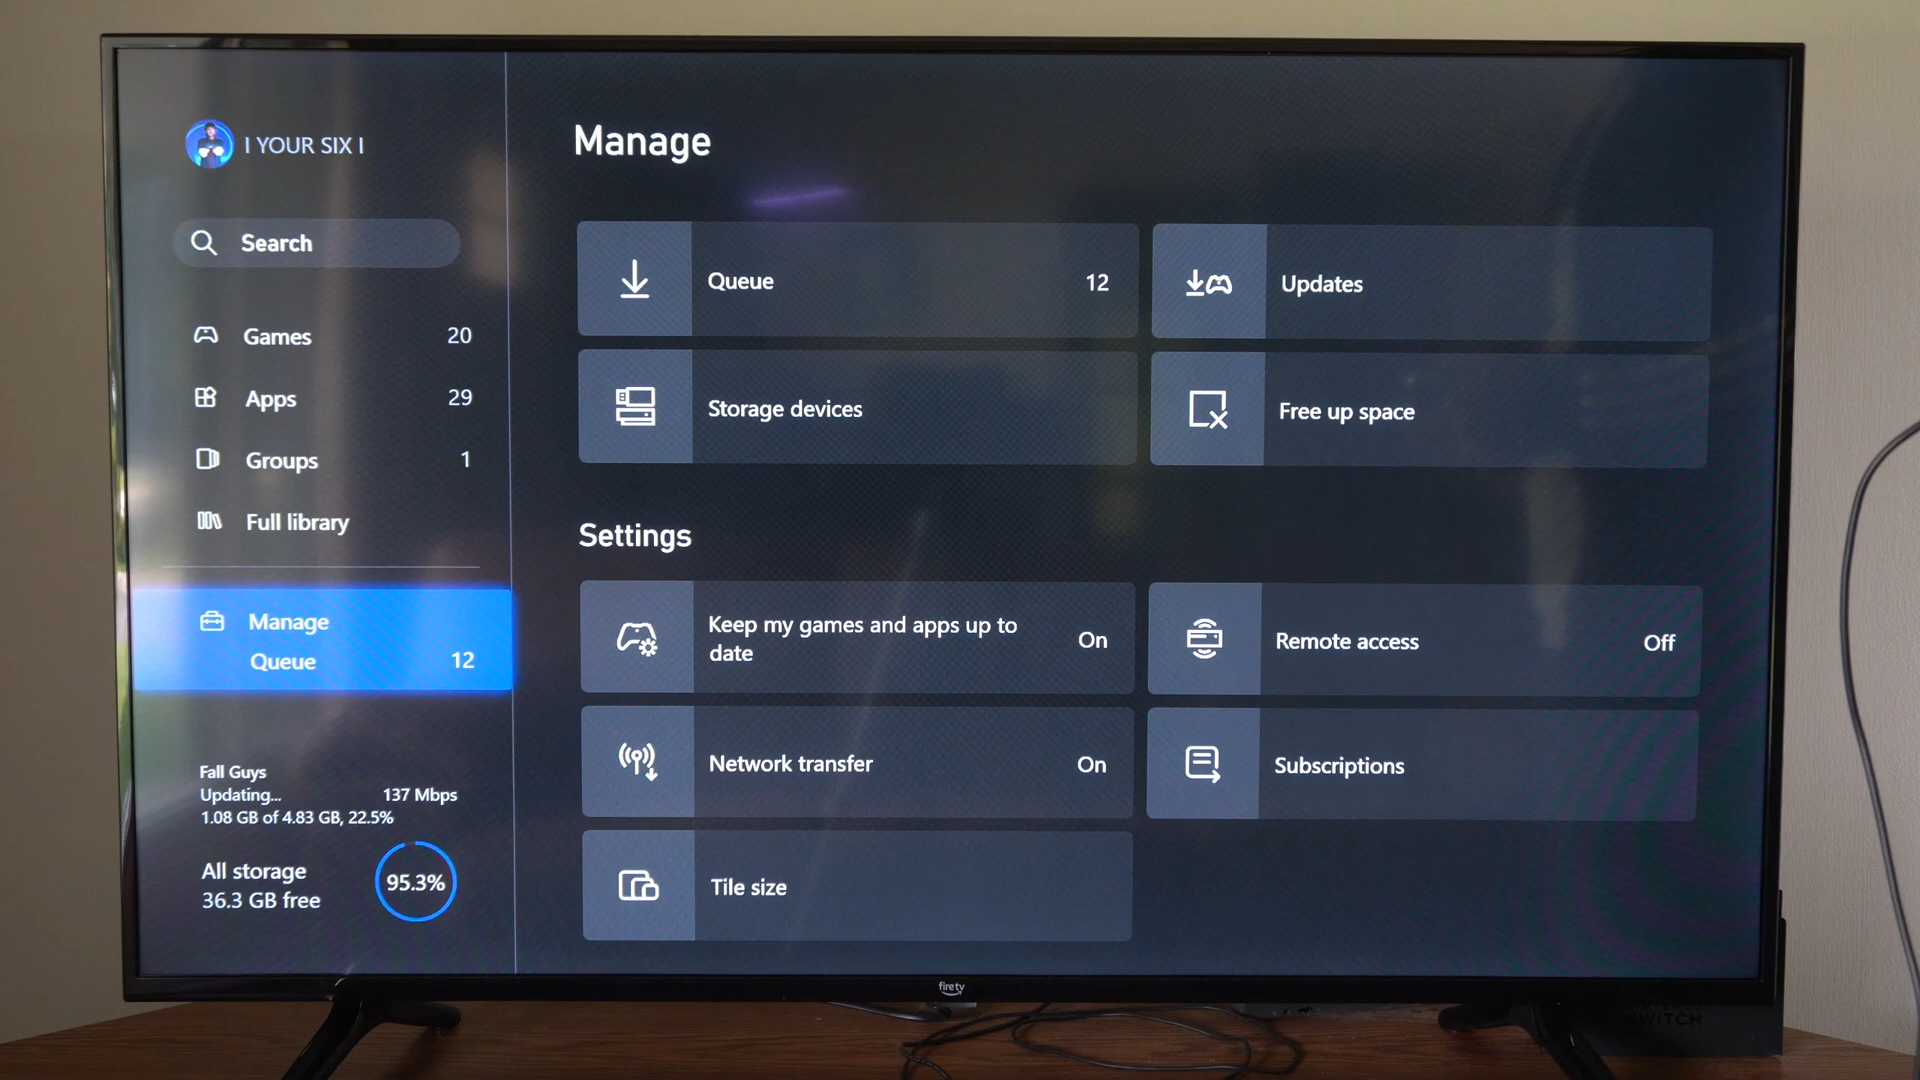 I YOUR SIX I
Search
Games 20
Apps 29
Groups 1
Full library
Manage
Queue 12
Fall Guys
Updating... 137 Mbps
1.08 GB of 4.83 GB, 22.5%
All storage
36.3 GB free
95.3%
Manage
Queue 12
Updates
Storage devices
Free up space
Settings
Keep my games and apps up to
date
On
Remote access Off
Network transfer On
Subscriptions
Tile size
fire tv